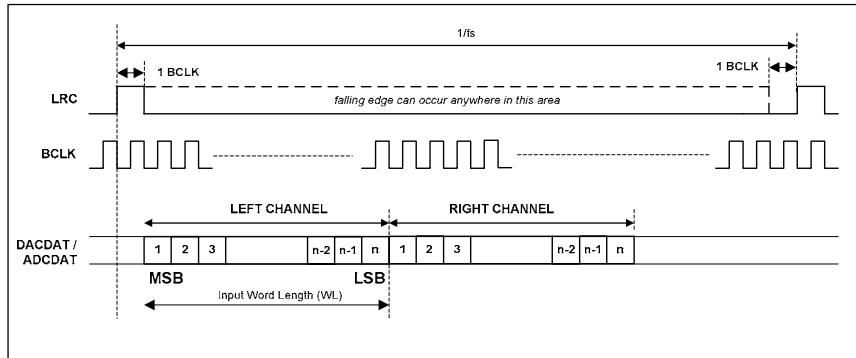 1/fs
1 BCLK
1 BCLK
LRC
falling edge can occur anywhere in this area
BCLK
LEFT CHANNEL
RIGHT CHANNEL
DACDAT /
ADCDAT
1 2 3 n-2 n-1 n 1 2 3 n-2 n-1 n
MSB
LSB
Input Word Length (WL)